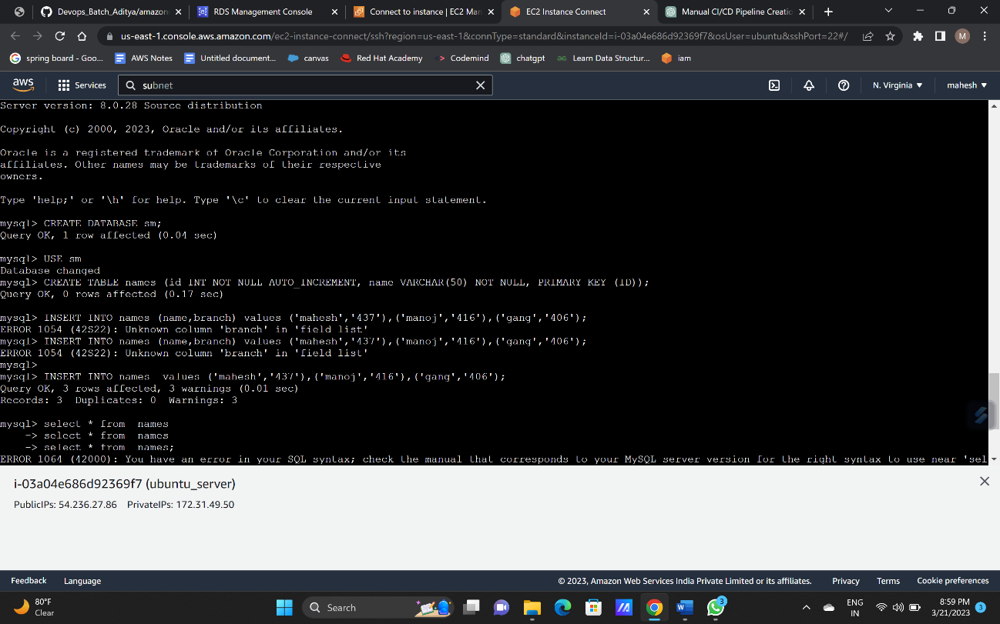 Devops_Batch_Aditya/amazon
RDS Management Console
Connect to instance | EC2 Man
EC2 Instance Connect
Manual CI/CD Pipeline Creatio
us-east-1.console.aws.amazon.com/ec2-instance-connect/ssh?region=us-east-1&connType=standard&instanceId=i-03a04e686d92369f7&osUser=ubuntu&sshPort=22#/
M
spring board - Goo...
AWS Notes
Untitled document...
canvas
Red Hat Academy
Codemind
chatgpt
Learn Data Structur...
iam
aws
Services
subnet
N. Virginia
mahesh
Server version: 8.0.28 Source distribution
Copyright (c) 2000, 2023, Oracle and/or its affiliates.
Oracle is a registered trademark of Oracle Corporation and/or its
affiliates. Other names may be trademarks of their respective
owners.
Type 'help;' or '\h' for help. Type '\c' to clear the current input statement.
mysql> CREATE DATABASE sm;
Query OK, 1 row affected (0.04 sec)
mysql> USE sm
Database changed
mysql> CREATE TABLE names (id INT NOT NULL AUTO_INCREMENT, name VARCHAR(50) NOT NULL, PRIMARY KEY (ID));
Query OK, 0 rows affected (0.17 sec)
mysql> INSERT INTO names (name,branch) values ('mahesh','437'),('manoj','416'),('gang','406');
ERROR 1054 (42S22): Unknown column 'branch' in 'field list'
mysql> INSERT INTO names (name,branch) values ('mahesh','437'),('manoj','416'),('gang','406');
ERROR 1054 (42S22): Unknown column 'branch' in 'field list'
mysql>
mysql> INSERT INTO names  values ('mahesh','437'),('manoj','416'),('gang','406');
Query OK, 3 rows affected, 3 warnings (0.01 sec)
Records: 3  Duplicates: 0  Warnings: 3
mysql> select * from  names
    -> select * from  names
    -> select * from  names;
ERROR 1064 (42000): You have an error in your SQL syntax; check the manual that corresponds to your MySQL server version for the right syntax to use near 'sel
i-03a04e686d92369f7 (ubuntu_server)
PublicIPs: 54.236.27.86    PrivateIPs: 172.31.49.50
Feedback
Language
© 2023, Amazon Web Services India Private Limited or its affiliates.
Privacy
Terms
Cookie preferences
80°F
Clear
Search
3
ENG
IN
8:59 PM
3/21/2023
3